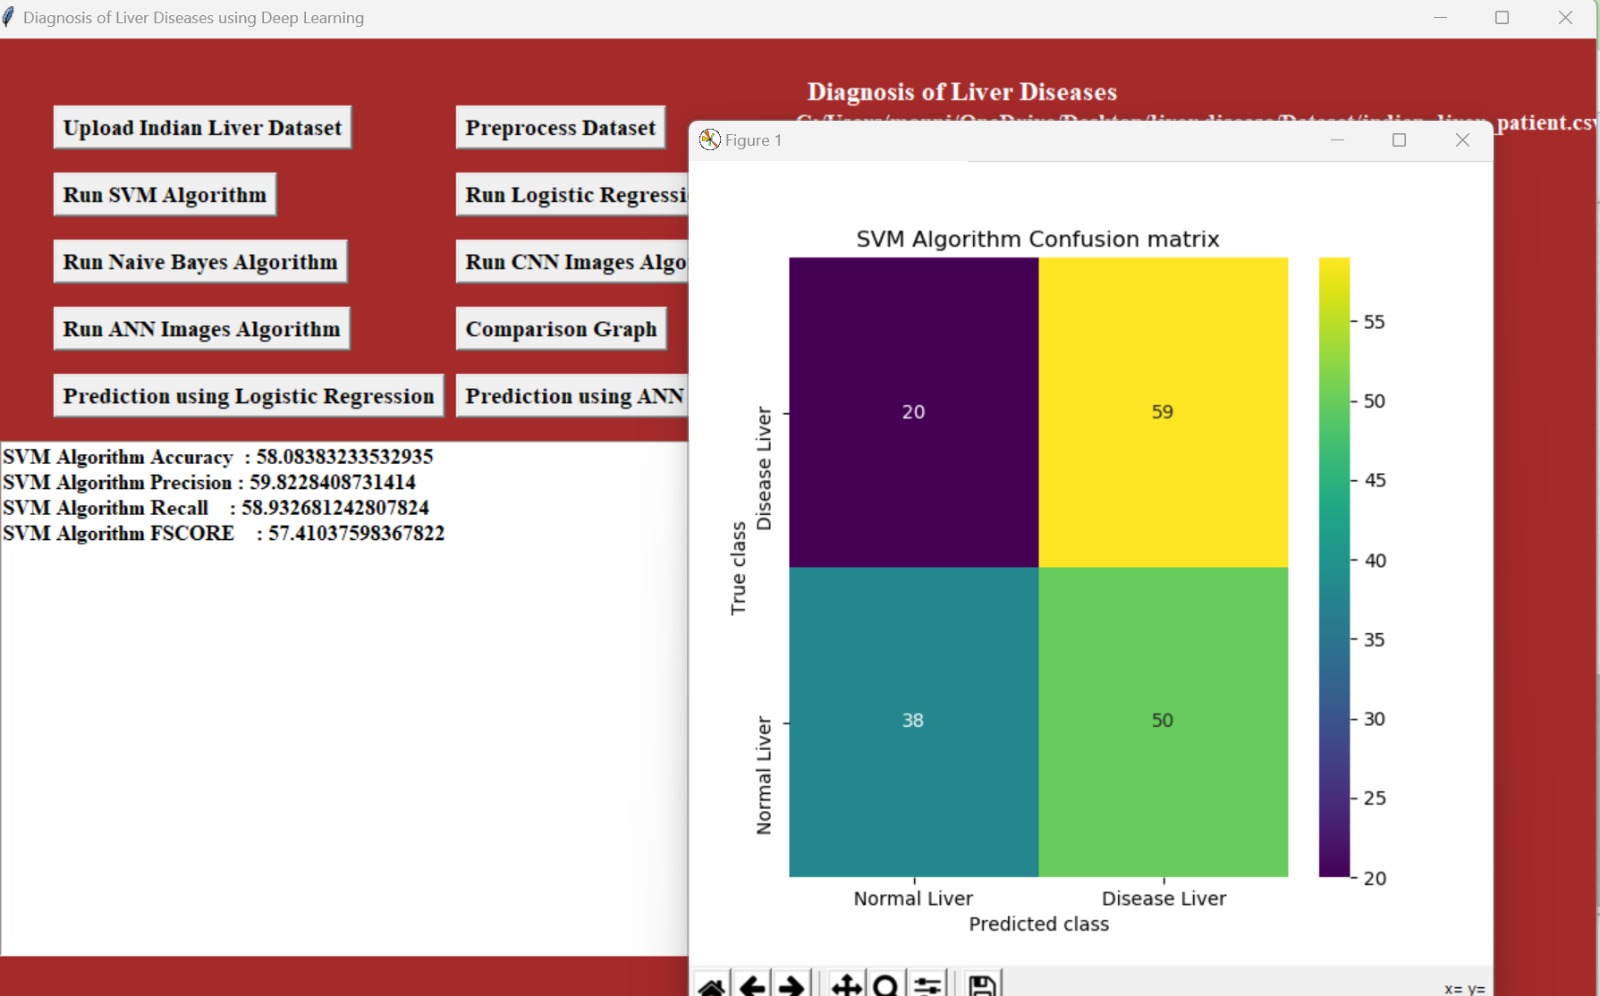 Diagnosis of Liver Diseases using Deep Learning
Diagnosis of Liver Diseases
patient.csv
Upload Indian Liver Dataset
Preprocess Dataset
Run SVM Algorithm
Run Logistic Regressi
Run Naive Bayes Algorithm
Run CNN Images Algo
Run ANN Images Algorithm
Comparison Graph
Prediction using Logistic Regression
Prediction using ANN
SVM Algorithm Accuracy : 58.08383233532935
SVM Algorithm Precision : 59.8228408731414
SVM Algorithm Recall : 58.932681242807824
SVM Algorithm FSCORE : 57.41037598367822
Figure 1
SVM Algorithm Confusion matrix
True class
Disease Liver
Normal Liver
20
59
38
50
Normal Liver
Disease Liver
Predicted class
55
50
45
40
35
30
25
20
x= y=